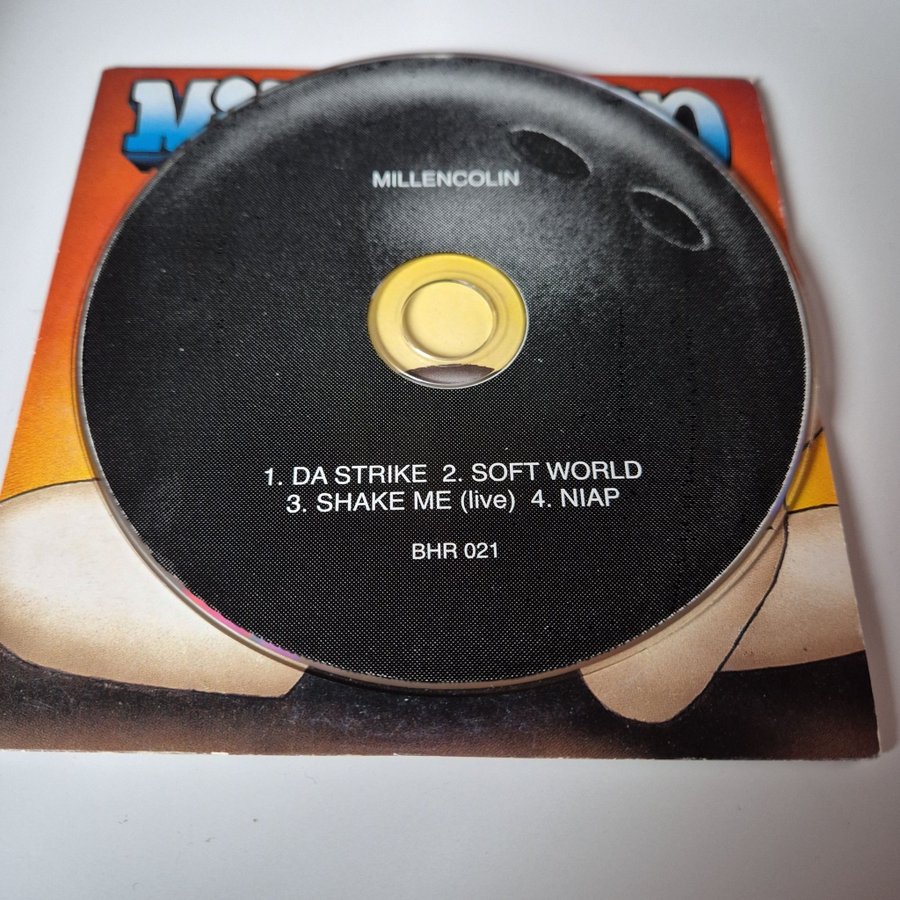 MILLENCOLIN
1. DA STRIKE 2. SOFT WORLD
3. SHAKE ME (live) 4. NIAP
BHR 021